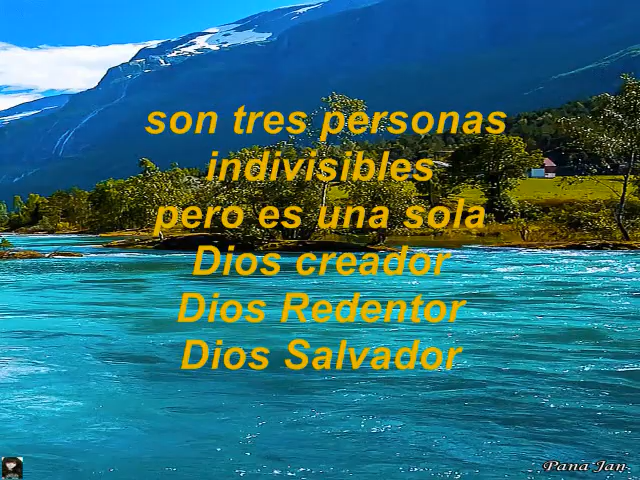 son tres personas
indivisibles
pero es una sola
Dios creador
Dios Redentor
Dios Salvador
Pana Jan